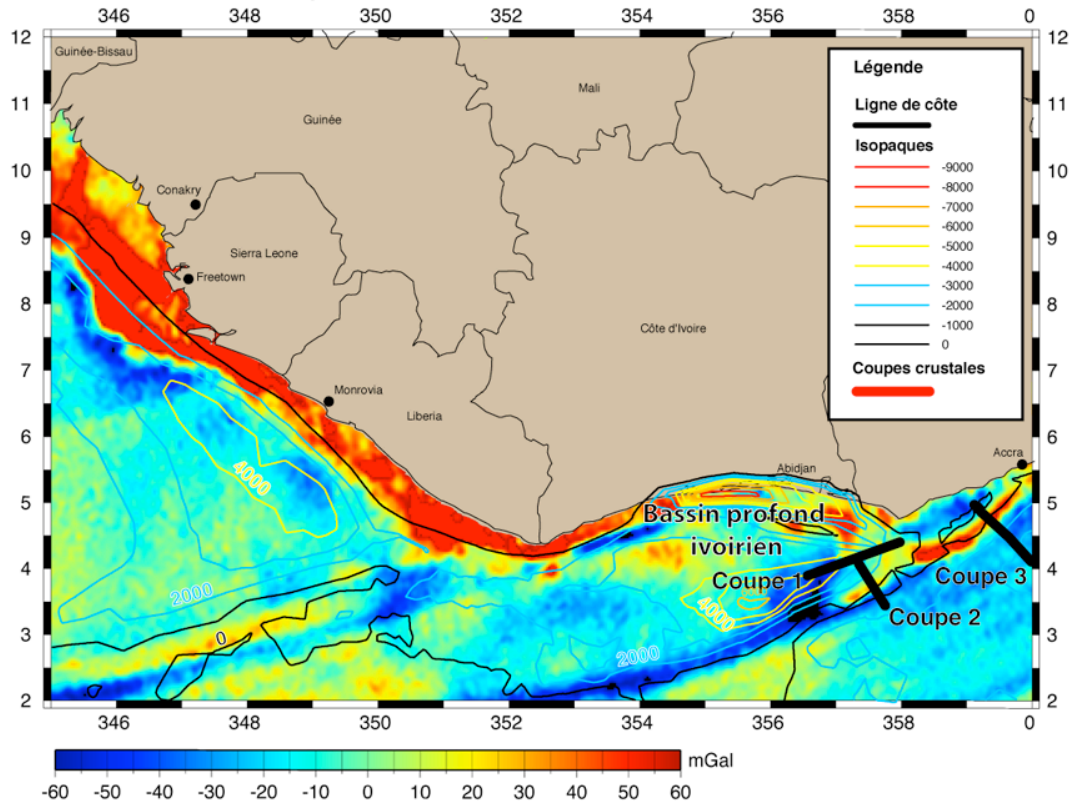 346 348 350 352 354 356 358 0
12 12
Guinée-Bissau
Mali
Guinée
11 11
10 10
Conakry
9 9
Sierra Leone
Freetown
8 8
Côte d'Ivoire
7 7
Monrovia
Liberia
6 6
Accra
Abidjan
4000
5 5
Bassin profond
ivoirien
4 4
Coupe 1
Coupe 3
2000
4000
Coupe 2
3 3
0
2000
2 2
346 348 350 352 354 356 358 0
Légende
Ligne de côte
Isopaques
-9000
-8000
-7000
-6000
-5000
-4000
-3000
-2000
-1000
0
Coupes crustales
mGal
-60 -50 -40 -30 -20 -10 0 10 20 30 40 50 60